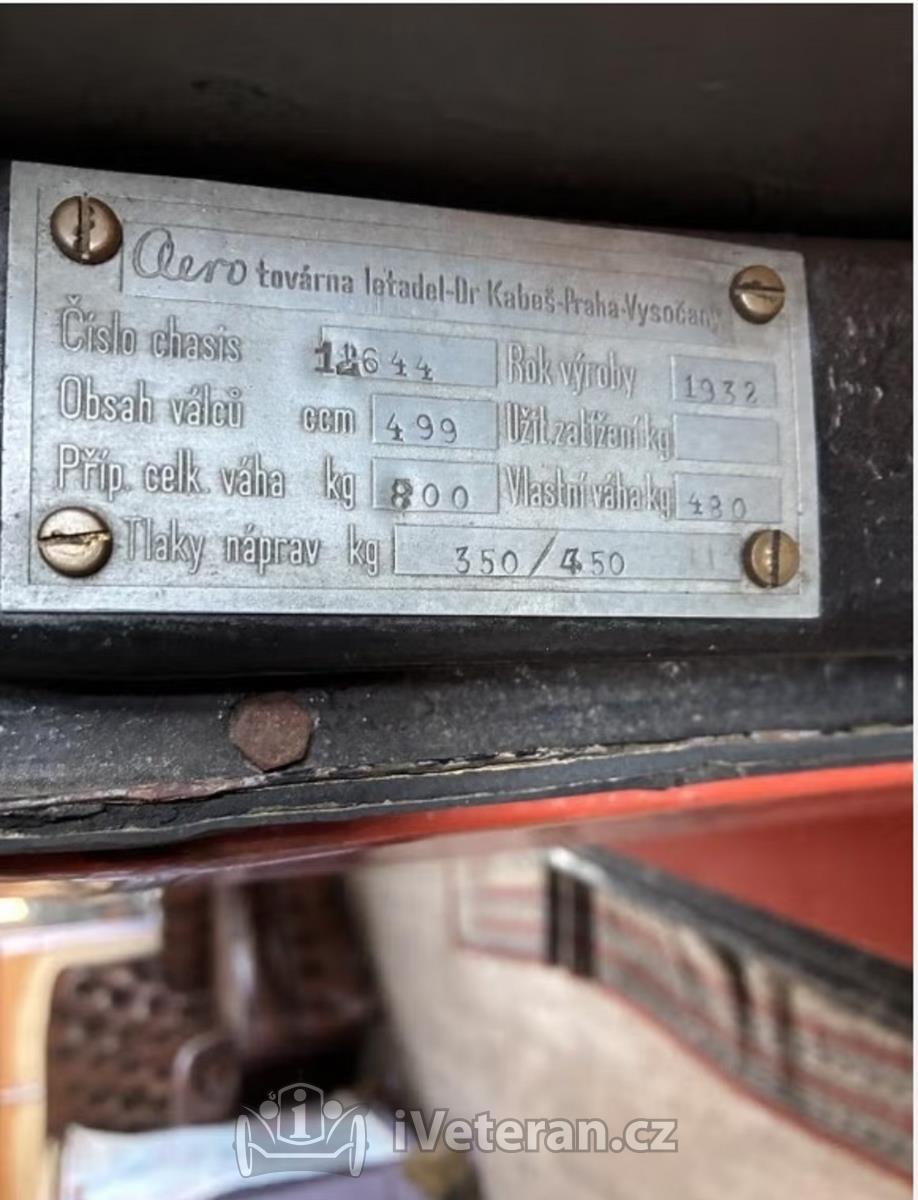 Aero továrna letadel-Dr Kabeš-Praha-Vysočany
Číslo chasis 12644 Rok výroby 1932
Obsah válců ccm 499 Užit. zatížení kg
Příp. celk. váha kg 800 Vlastní váha kg 480
Tlaky náprav kg 350/450
iVeteran.cz